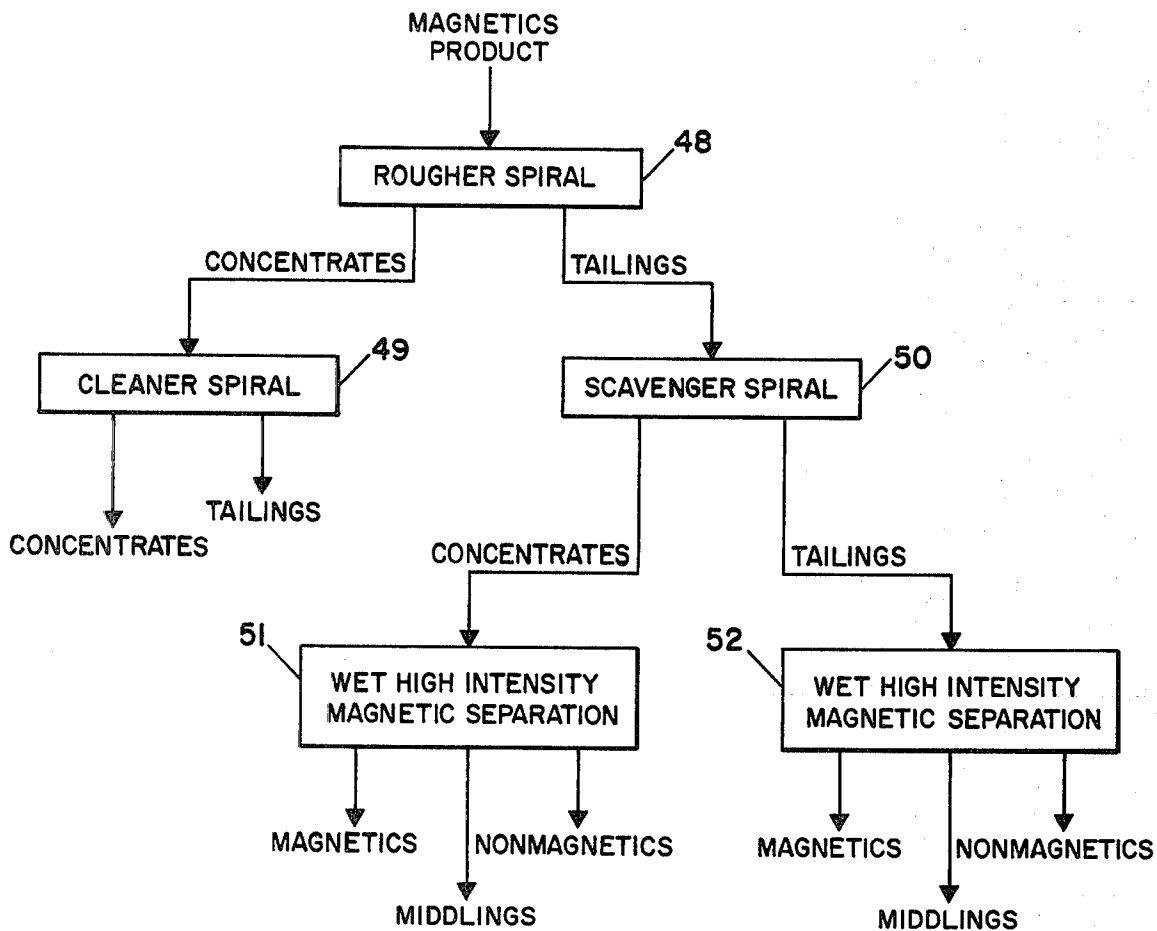 MAGNETICS
PRODUCT
ROUGHER SPIRAL
48
CONCENTRATES
TAILINGS
CLEANER SPIRAL
49
SCAVENGER SPIRAL
50
CONCENTRATES
TAILINGS
CONCENTRATES
TAILINGS
51
WET HIGH INTENSITY
MAGNETIC SEPARATION
52
WET HIGH INTENSITY
MAGNETIC SEPARATION
MAGNETICS
NONMAGNETICS
MIDDLINGS
MAGNETICS
NONMAGNETICS
MIDDLINGS